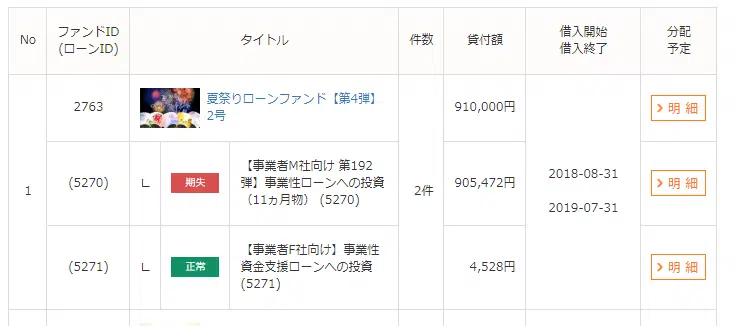 No
ファンドID
(ローンID)
タイトル
件数
貸付額
借入開始
借入終了
分配
予定
1
2763
夏祭りローンファンド【第4弾】
2号
2件
910,000円
2018-08-31
2019-07-31
明 細
(5270)
∟
期失
【事業者M社向け 第192
弾】事業性ローンへの投資
（11ヵ月物） (5270)
905,472円
明 細
(5271)
∟
正常
【事業者F社向け】事業性
資金支援ローンへの投資
(5271)
4,528円
明 細